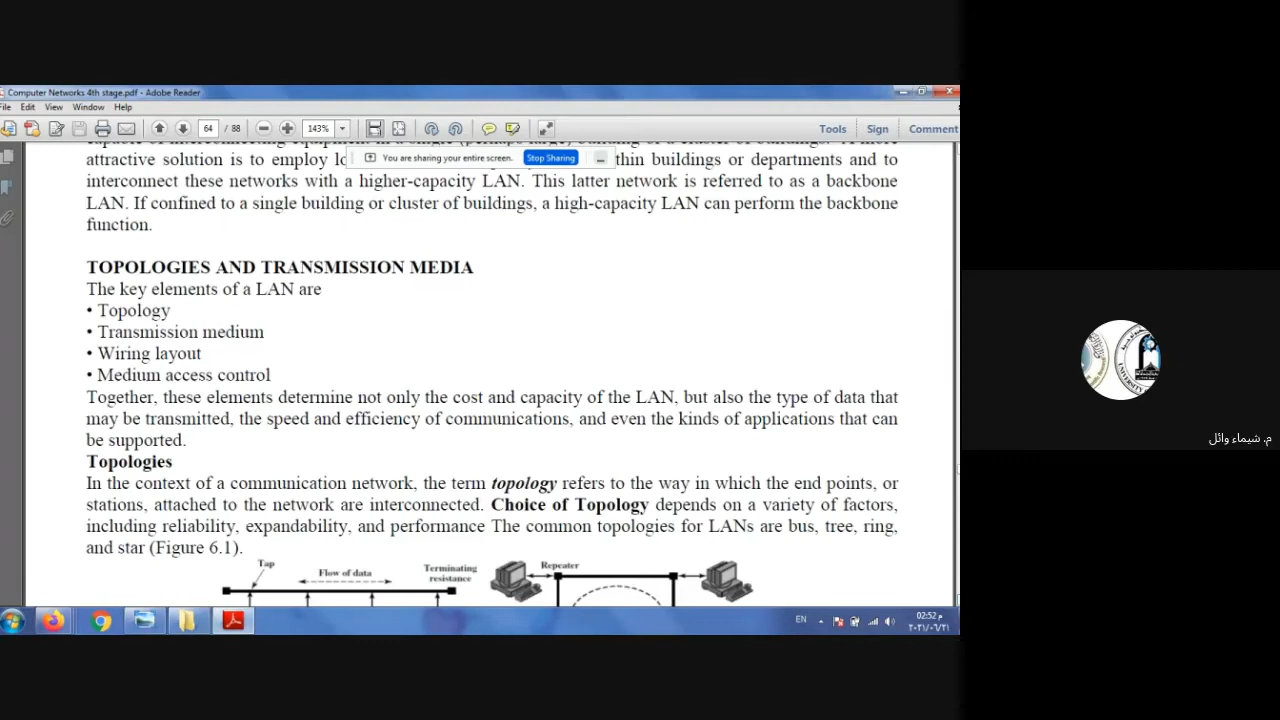 Computer Networks 4th stage.pdf - Adobe Reader
File Edit View Window Help
64 / 88 143% Tools Sign Comment
attractive solution is to employ lo
You are sharing your entire screen. Stop Sharing
thin buildings or departments and to
interconnect these networks with a higher-capacity LAN. This latter network is referred to as a backbone
LAN. If confined to a single building or cluster of buildings, a high-capacity LAN can perform the backbone
function.
TOPOLOGIES AND TRANSMISSION MEDIA
The key elements of a LAN are
• Topology
• Transmission medium
• Wiring layout
• Medium access control
Together, these elements determine not only the cost and capacity of the LAN, but also the type of data that
may be transmitted, the speed and efficiency of communications, and even the kinds of applications that can
be supported.
Topologies
In the context of a communication network, the term topology refers to the way in which the end points, or
stations, attached to the network are interconnected. Choice of Topology depends on a variety of factors,
including reliability, expandability, and performance The common topologies for LANs are bus, tree, ring,
and star (Figure 6.1).
Tap
Flow of data
Terminating
resistance
Repeater
EN
02:52 م
٢٠٢١/٠٦/٢١
م. شيماء وائل